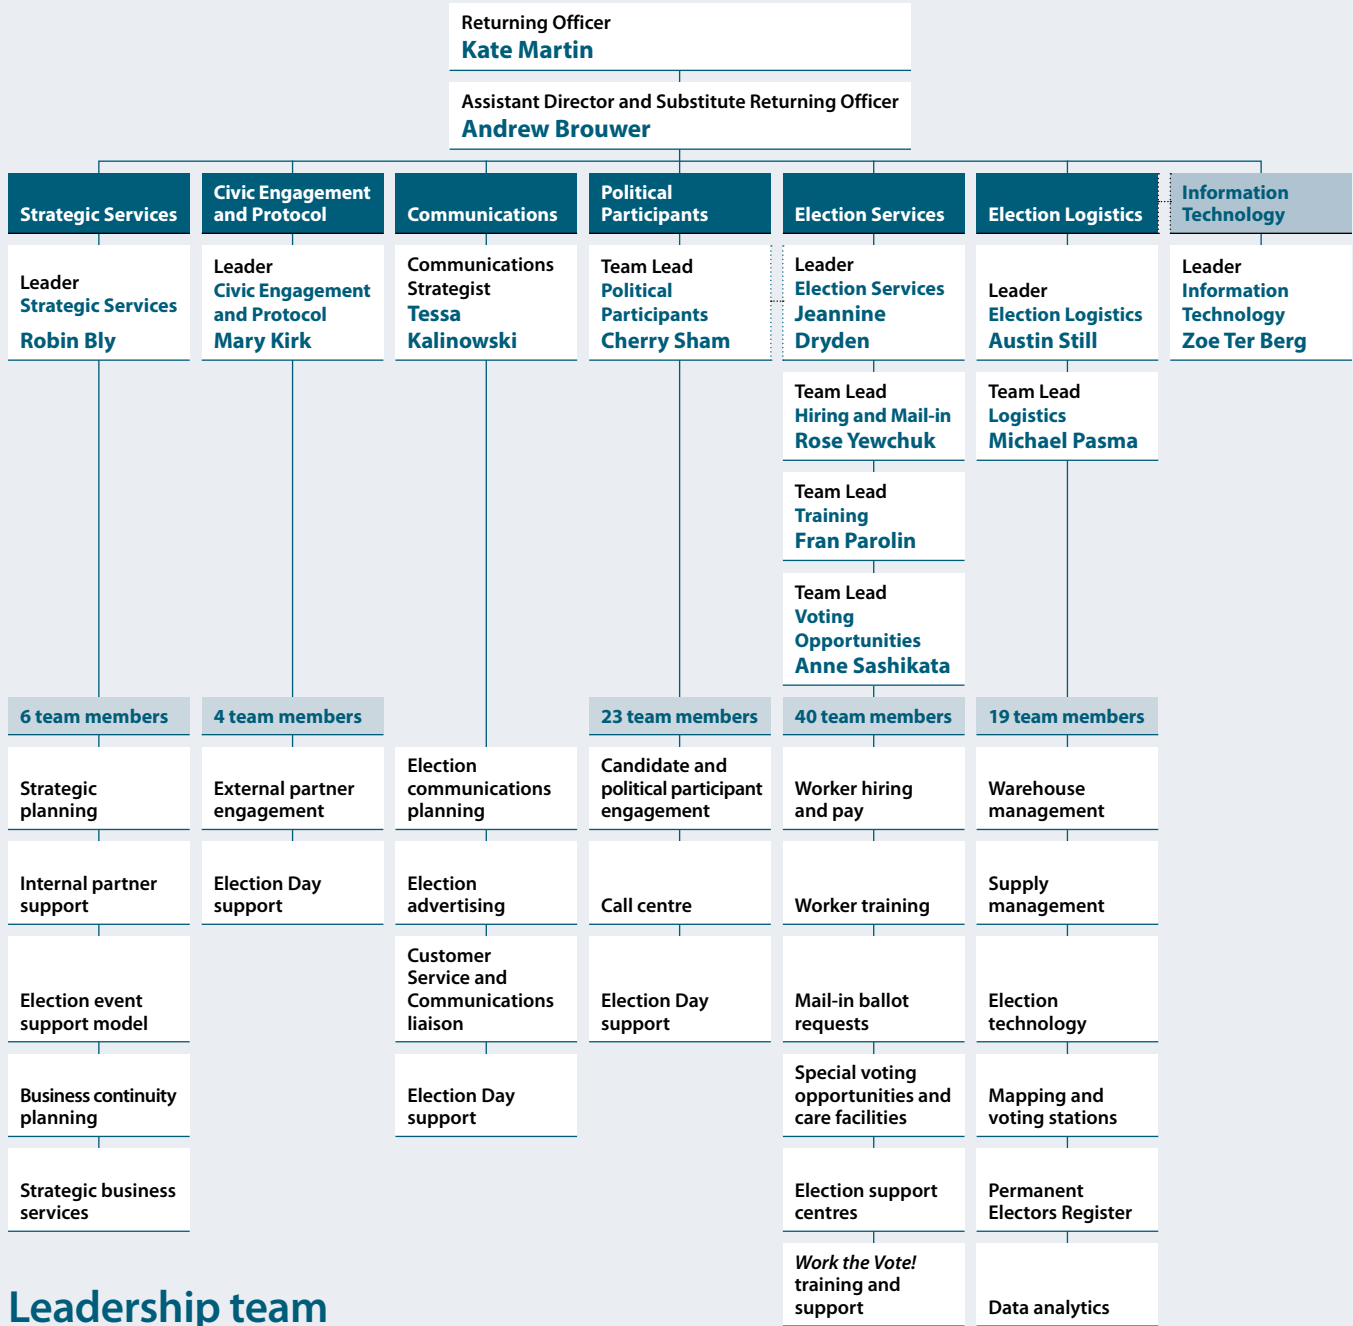 Returning Officer
Kate Martin
Assistant Director and Substitute Returning Officer
Andrew Brouwer
Strategic Services
Civic Engagement
and Protocol
Communications
Political
Participants
Election Services
Election Logistics
Information
Technology
Leader
Strategic Services
Robin Bly
Leader
Civic Engagement
and Protocol
Mary Kirk
Communications
Strategist
Tessa
Kalinowski
Team Lead
Political
Participants
Cherry Sham
Leader
Election Services
Jeannine
Dryden
Leader
Election Logistics
Austin Still
Leader
Information
Technology
Zoe Ter Berg
Team Lead
Hiring and Mail-in
Rose Yewchuk
Team Lead
Logistics
Michael Pasma
Team Lead
Training
Fran Parolin
Team Lead
Voting
Opportunities
Anne Sashikata
6 team members
4 team members
23 team members
40 team members
19 team members
Strategic
planning
External partner
engagement
Election
communications
planning
Candidate and
political participant
engagement
Worker hiring
and pay
Warehouse
management
Internal partner
support
Election Day
support
Election
advertising
Call centre
Worker training
Supply
management
Election event
support model
Customer
Service and
Communications
liaison
Election Day
support
Mail-in ballot
requests
Election
technology
Business continuity
planning
Election Day
support
Special voting
opportunities and
care facilities
Mapping and
voting stations
Strategic business
services
Election support
centres
Permanent
Electors Register
Work the Vote!
training and
support
Data analytics
Leadership team